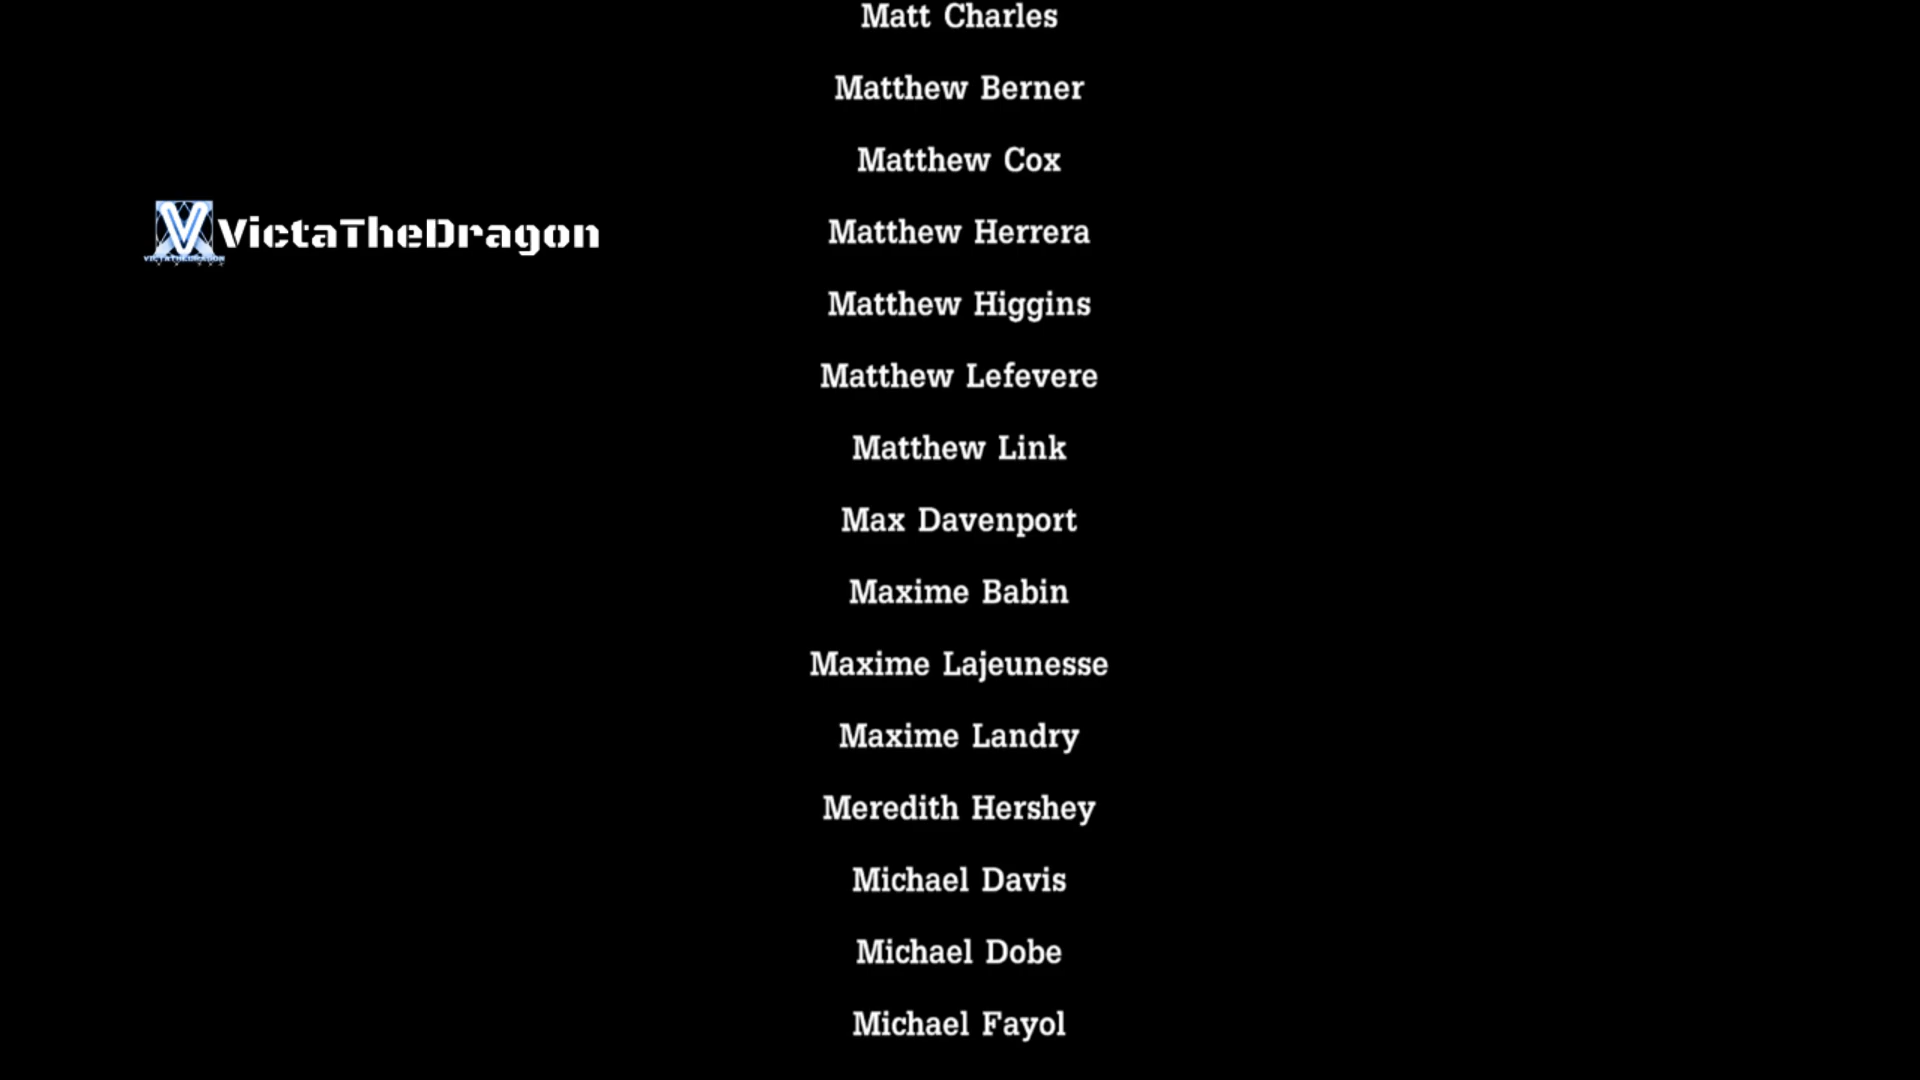 Matt Charles
Matthew Berner
Matthew Cox
VictaTheDragon
VICTATHEDRAGON
Matthew Herrera
Matthew Higgins
Matthew Lefevere
Matthew Link
Max Davenport
Maxime Babin
Maxime Lajeunesse
Maxime Landry
Meredith Hershey
Michael Davis
Michael Dobe
Michael Fayol